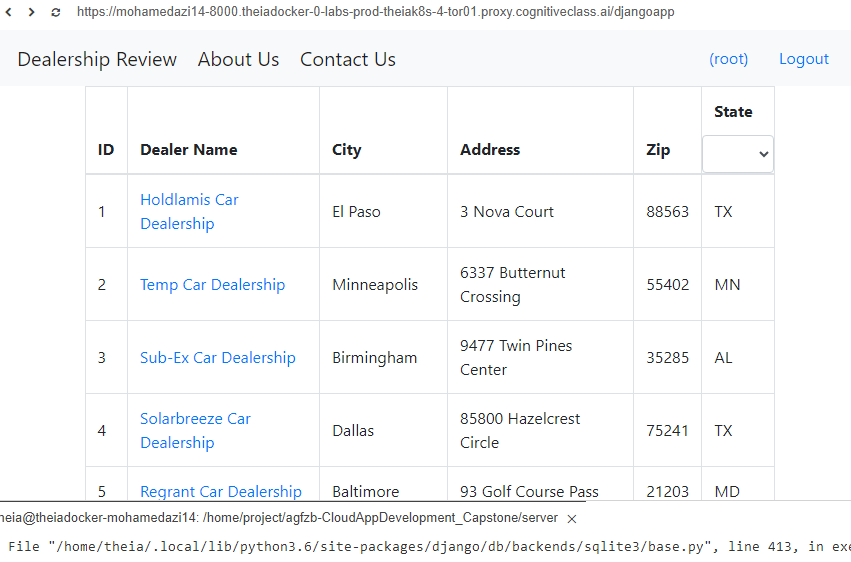 https://mohamedazi14-8000.theiadocker-0-labs-prod-theiak8s-4-tor01.proxy.cognitiveclass.ai/djangoapp
Dealership Review About Us Contact Us (root) Logout
State
ID Dealer Name City Address Zip
1 Holdlamis Car Dealership El Paso 3 Nova Court 88563 TX
2 Temp Car Dealership Minneapolis 6337 Butternut Crossing 55402 MN
3 Sub-Ex Car Dealership Birmingham 9477 Twin Pines Center 35285 AL
4 Solarbreeze Car Dealership Dallas 85800 Hazelcrest Circle 75241 TX
5 Regrant Car Dealership Baltimore 93 Golf Course Pass 21203 MD
heia@theiadocker-mohamedazi14: /home/project/agfzb-CloudAppDevelopment_Capstone/server
File "/home/theia/.local/lib/python3.6/site-packages/django/db/backends/sqlite3/base.py", line 413, in exe